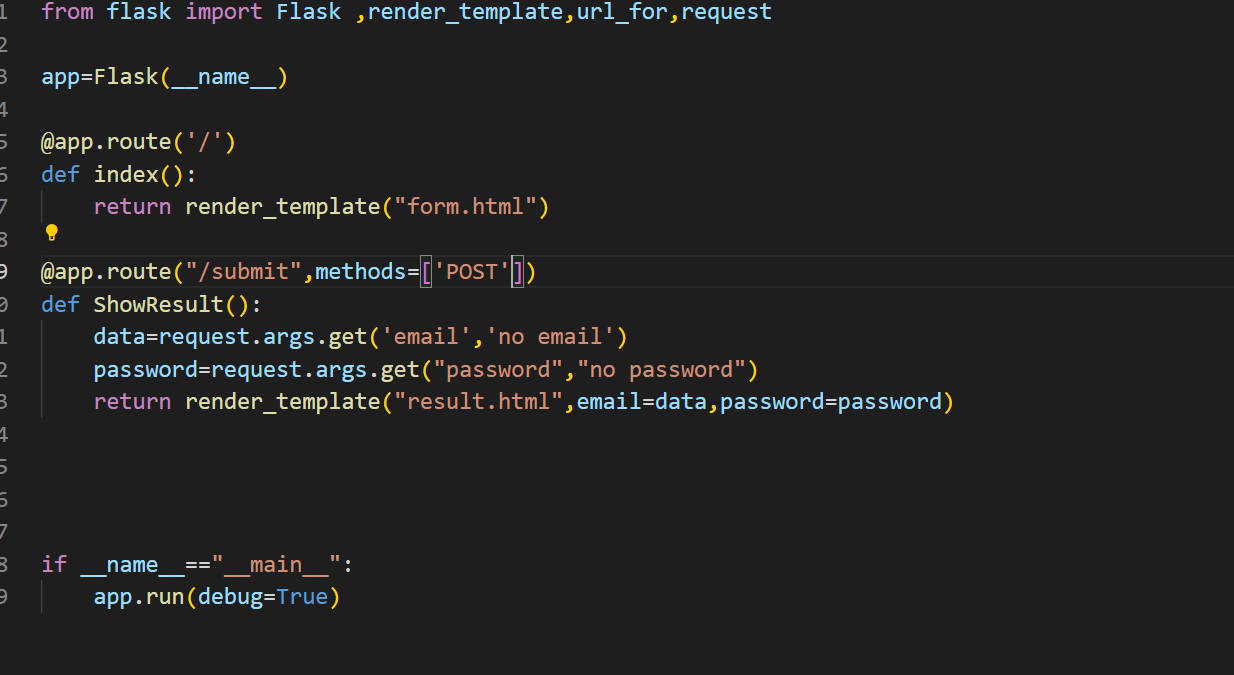 1 from flask import Flask ,render_template,url_for,request
2
3 app=Flask(__name__)
4
5 @app.route('/')
6 def index():
7     return render_template("form.html")
8
9 @app.route("/submit",methods=['POST'])
0 def ShowResult():
1     data=request.args.get('email','no email')
2     password=request.args.get("password","no password")
3     return render_template("result.html",email=data,password=password)
4
5
6
7
8 if __name__=="__main__":
9     app.run(debug=True)